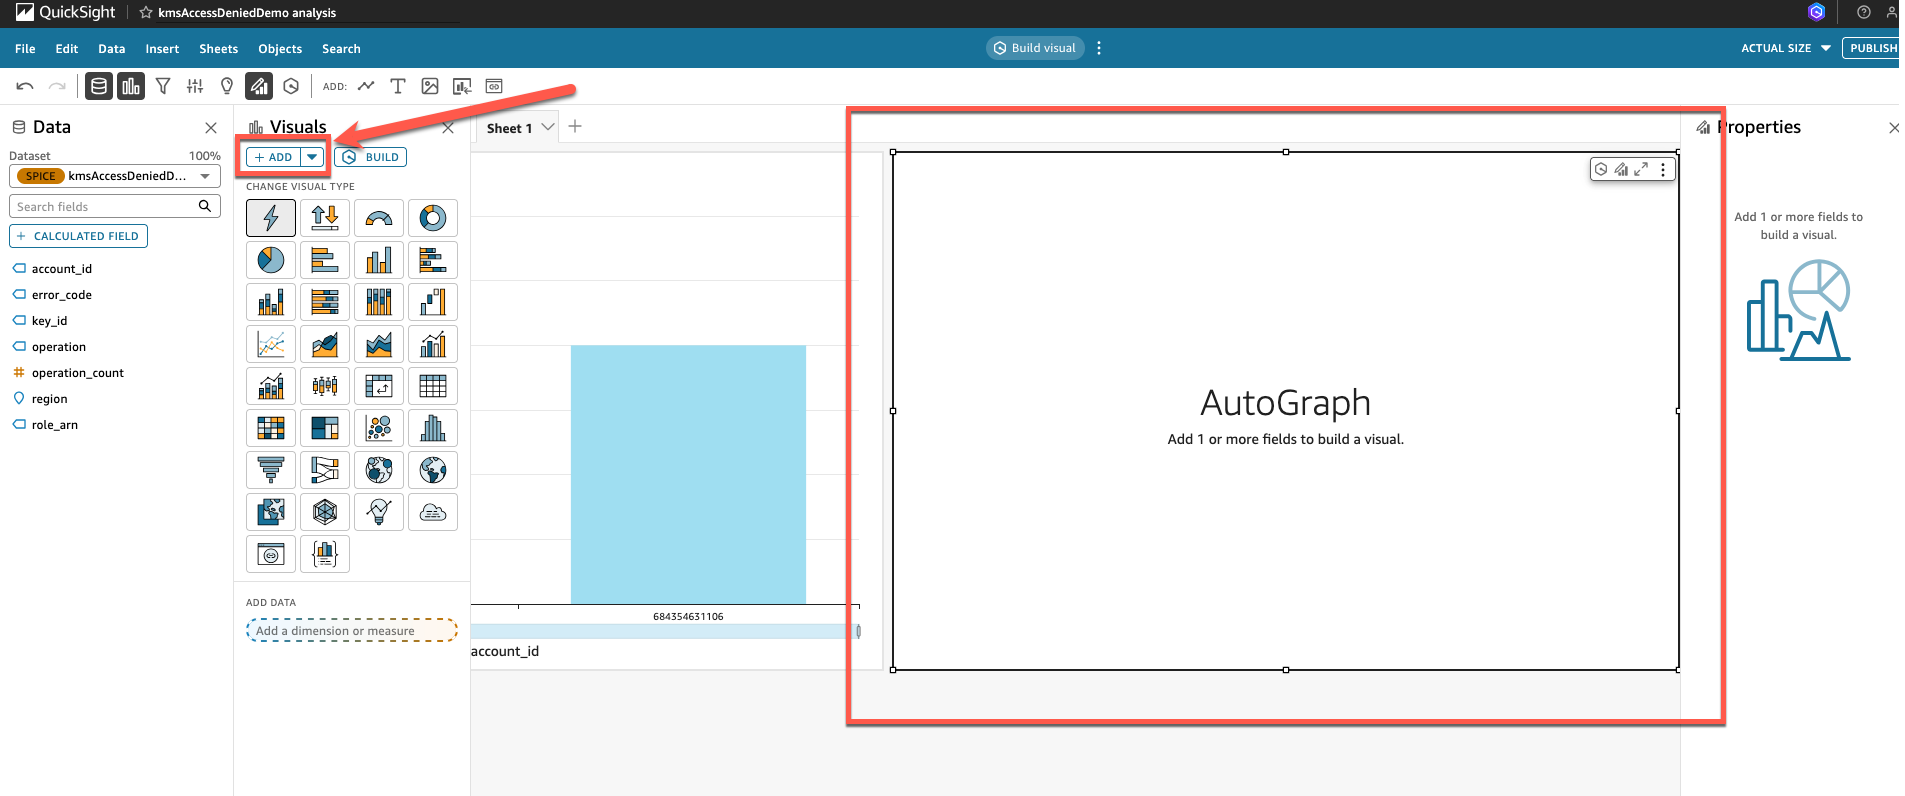 QuickSight
kmsAccessDeniedDemo analysis
File Edit Data Insert Sheets Objects Search
Build visual
ACTUAL SIZE
PUBLISH
ADD:
Data
Dataset
100%
SPICE kmsAccessDeniedD...
Search fields
+ CALCULATED FIELD
account_id
error_code
key_id
operation
# operation_count
region
role_arn
Visuals
+ ADD
BUILD
CHANGE VISUAL TYPE
ADD DATA
Add a dimension or measure
Sheet 1
684354631106
account_id
AutoGraph
Add 1 or more fields to build a visual.
Properties
Add 1 or more fields to
build a visual.